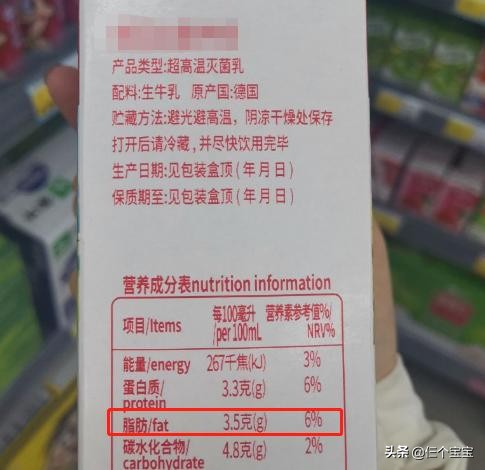 产品类型:超高温灭菌乳
配料:生牛乳 原产国:德国
贮藏方法:避光避高温，阴凉干燥处保存
打开后请冷藏,并尽快饮用完毕
生产日期:见包装盒顶(年月日)
保质期至:见包装盒顶(年月日)
营养成分表nutrition information
项目/Items 每100毫升/per 100mL 营养素参考值%/NRV%
能量/energy 267千焦(kJ) 3%
蛋白质/protein 3.3克(g) 6%
脂肪/fat 3.5克(g) 6%
碳水化合物/carbohydrate 4.8克(g) 2%
头条 @仨个宝宝